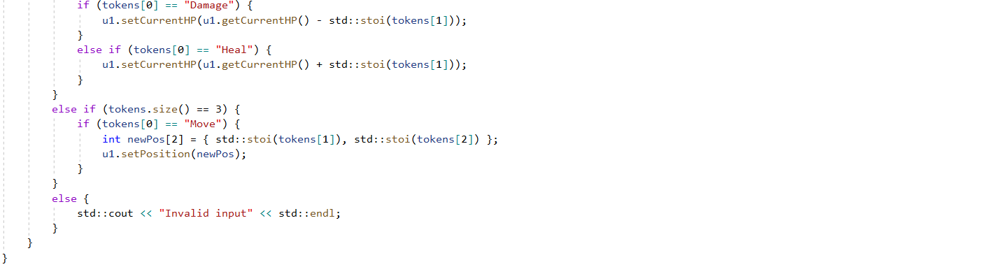 if (tokens[0] == "Damage") {
u1.setCurrentHP(u1.getCurrentHP() - std::stoi(tokens[1]));
}
else if (tokens[0] == "Heal") {
u1.setCurrentHP(u1.getCurrentHP() + std::stoi(tokens[1]));
}
}
else if (tokens.size() == 3) {
if (tokens[0] == "Move") {
int newPos[2] = { std::stoi(tokens[1]), std::stoi(tokens[2]) };
u1.setPosition(newPos);
}
}
else {
std::cout << "Invalid input" << std::endl;
}
}
}